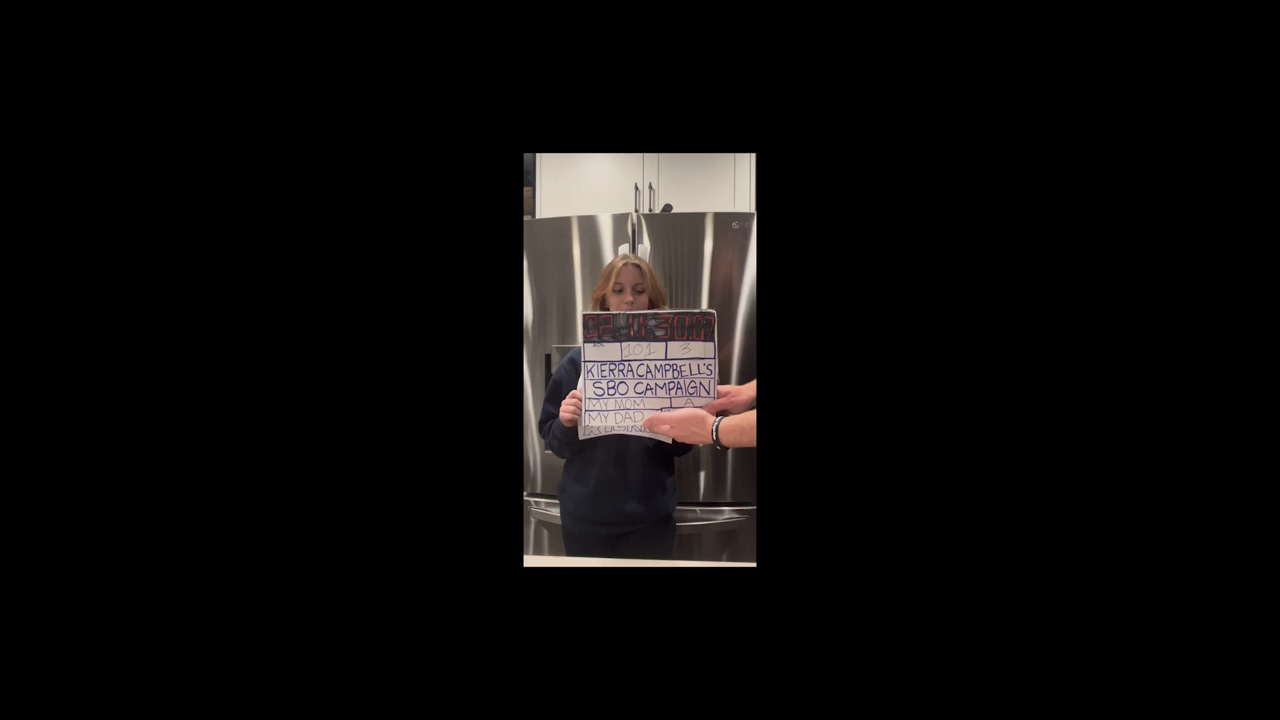 101 3
KIERRA CAMPBELL'S
SBO CAMPAIGN
MY MOM A
MY DAD